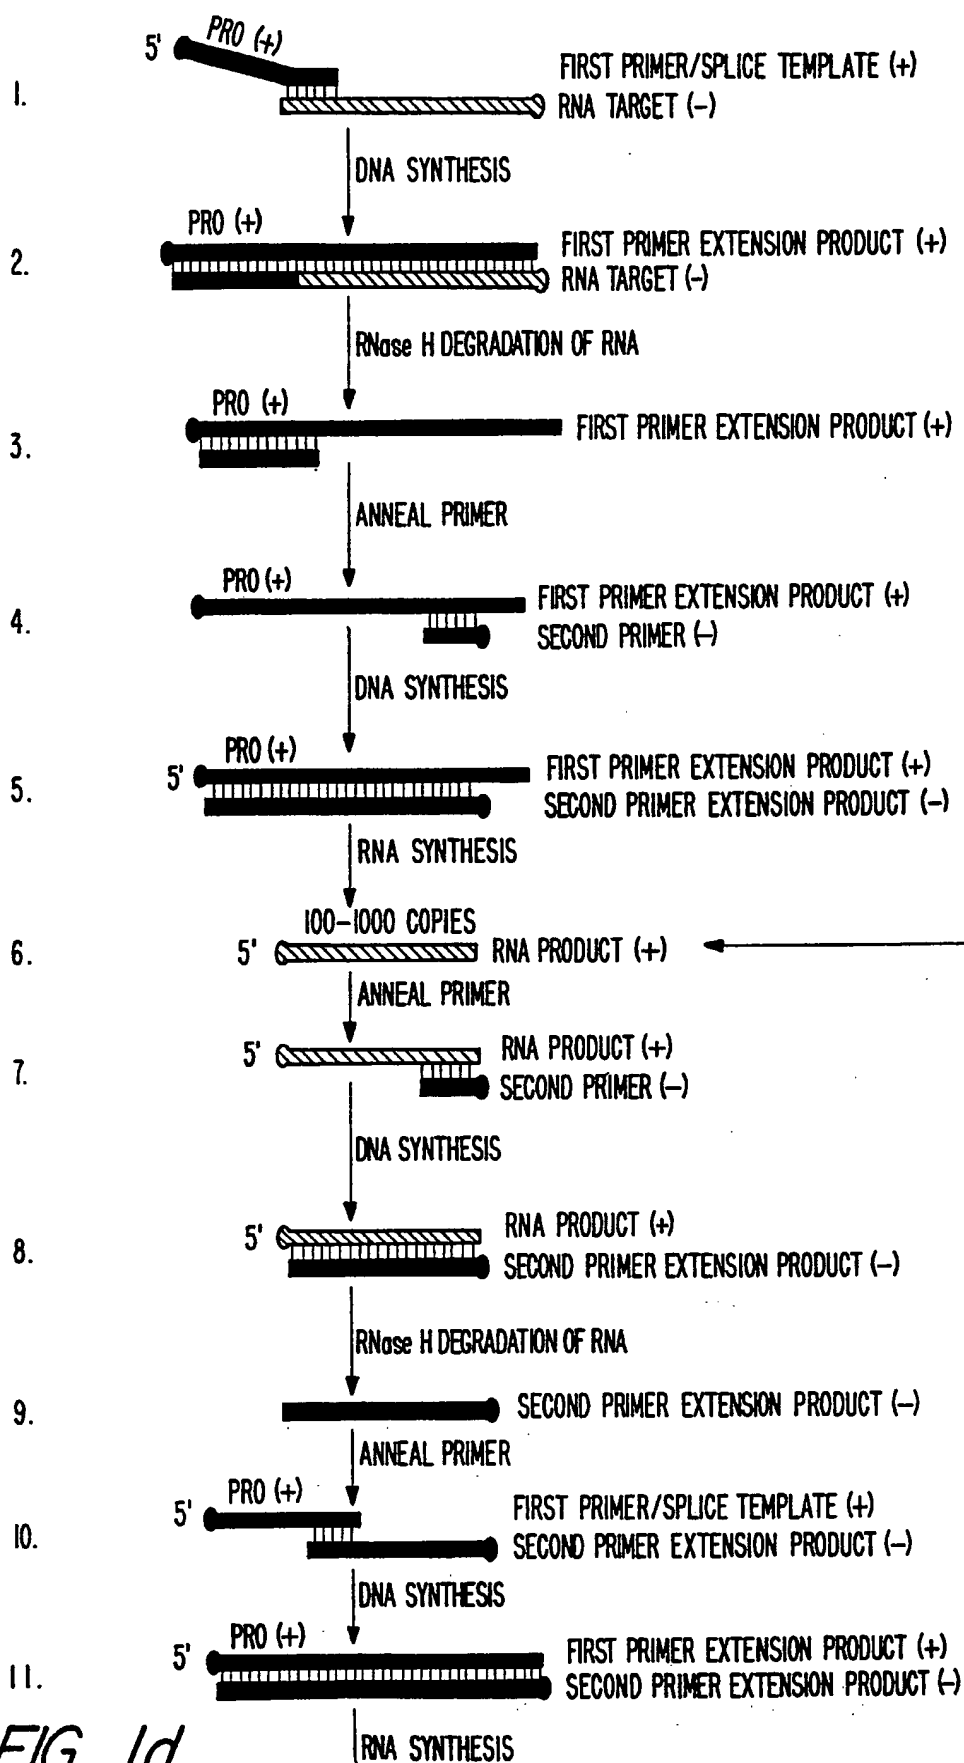 5' PRO (+)
1.
FIRST PRIMER/SPLICE TEMPLATE (+)
RNA TARGET (-)
DNA SYNTHESIS
PRO (+)
2.
FIRST PRIMER EXTENSION PRODUCT (+)
RNA TARGET (-)
RNase H DEGRADATION OF RNA
PRO (+)
3.
FIRST PRIMER EXTENSION PRODUCT (+)
ANNEAL PRIMER
PRO (+)
4.
FIRST PRIMER EXTENSION PRODUCT (+)
SECOND PRIMER (-)
DNA SYNTHESIS
PRO (+)
5.
5' FIRST PRIMER EXTENSION PRODUCT (+)
SECOND PRIMER EXTENSION PRODUCT (-)
RNA SYNTHESIS
100-1000 COPIES
6. 5' RNA PRODUCT (+)
ANNEAL PRIMER
7.
5' RNA PRODUCT (+)
SECOND PRIMER (-)
DNA SYNTHESIS
8.
5' RNA PRODUCT (+)
SECOND PRIMER EXTENSION PRODUCT (-)
RNase H DEGRADATION OF RNA
9. SECOND PRIMER EXTENSION PRODUCT (-)
ANNEAL PRIMER
PRO (+)
10.
5' FIRST PRIMER/SPLICE TEMPLATE (+)
SECOND PRIMER EXTENSION PRODUCT (-)
DNA SYNTHESIS
PRO (+)
11.
5' FIRST PRIMER EXTENSION PRODUCT (+)
SECOND PRIMER EXTENSION PRODUCT (-)
RNA SYNTHESIS
FIG. 1d